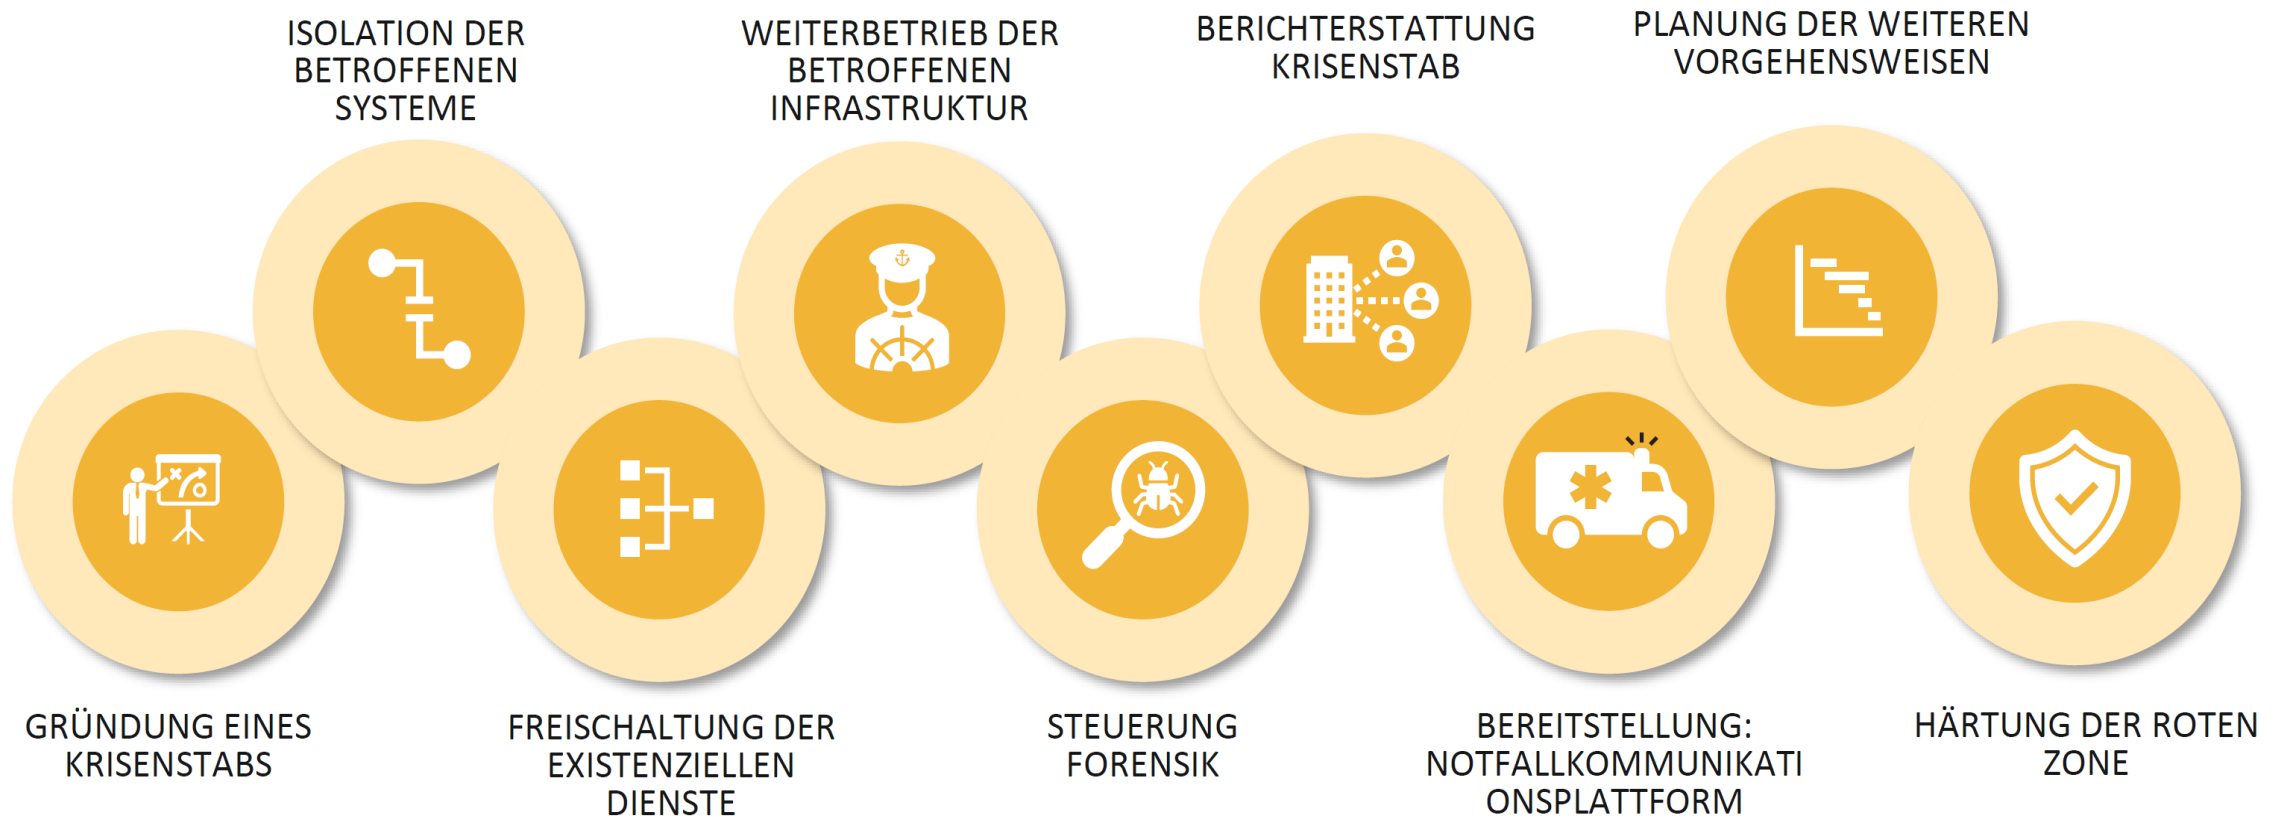 GRÜNDUNG EINES
KRISENSTABS
ISOLATION DER
BETROFFENEN
SYSTEME
FREISCHALTUNG DER
EXISTENZIELLEN
DIENSTE
WEITERBETRIEB DER
BETROFFENEN
INFRASTRUKTUR
STEUERUNG
FORENSIK
BERICHTERSTATTUNG
KRISENSTAB
BEREITSTELLUNG:
NOTFALLKOMMUNIKATI
ONSPLATTFORM
PLANUNG DER WEITEREN
VORGEHENSWEISEN
HÄRTUNG DER ROTEN
ZONE